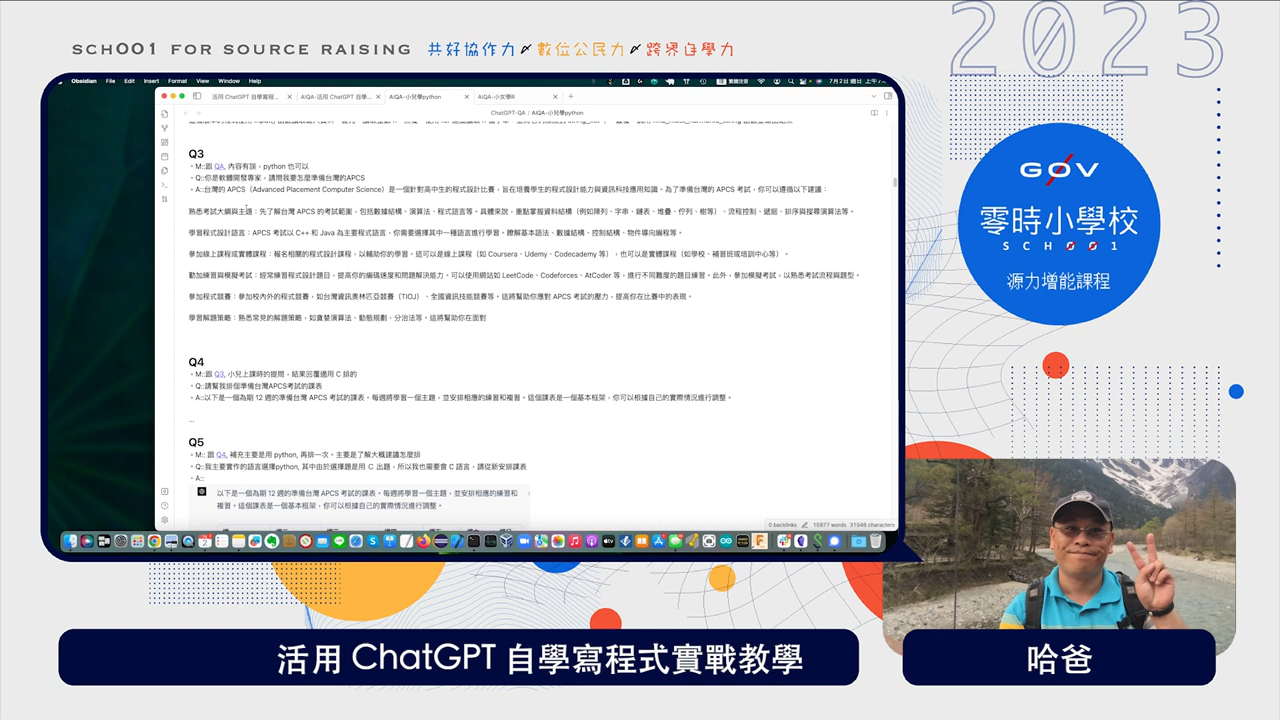 SCH001 FOR SOURCE RAISING 共好協作力 數位公民力 跨界自學力
2023
Obsidian File Edit Insert Format View Window Help
活用 ChatGPT 自學寫程... AIQA-活用 ChatGPT 自學... AIQA-小兒學python AIQA-小文學R
ChatGPT-QA / AIQA-小兒學python
Q3
M::跟 QA, 內容有誤，python 也可以
Q::你是軟體開發專家，請問我要怎麼準備台灣的APCS
A::台灣的 APCS（Advanced Placement Computer Science）是一個針對高中生的程式設計比賽，旨在培養學生的程式設計能力與資訊科技應用知識。為了準備台灣的 APCS 考試，你可以遵循以下建議：
熟悉考試大綱與主題：先了解台灣 APCS 的考試範圍，包括數據結構、演算法、程式語言等。具體來說，重點掌握資料結構（例如陣列、字串、鏈表、堆疊、佇列、樹等）、流程控制、遞迴、排序與搜尋演算法等。
學習程式設計語言：APCS 考試以 C++ 和 Java 為主要程式語言，你需要選擇其中一種語言進行學習。瞭解基本語法、數據結構、控制結構、物件導向編程等。
參加線上課程或實體課程：報名相關的程式設計課程，以輔助你的學習。這可以是線上課程（如 Coursera、Udemy、Codecademy 等），也可以是實體課程（如學校、補習班或培訓中心等）。
勤加練習與模擬考試：經常練習程式設計題目，提高你的編碼速度和問題解決能力。可以使用網站如 LeetCode、Codeforces、AtCoder 等，進行不同難度的題目練習。此外，參加模擬考試，以熟悉考試流程與題型。
參加程式競賽：參加校內外的程式競賽，如台灣資訊奧林匹亞競賽（TIOJ）、全國資訊技能競賽等。這將幫助你應對 APCS 考試的壓力，提高你在比賽中的表現。
學習解題策略：熟悉常見的解題策略，如貪婪演算法、動態規劃、分治法等。這將幫助你在面對
Q4
M::跟 Q3, 小兒上課時的提問，結果回覆適用 C 排的
Q::請幫我排個準備台灣APCS考試的課表
A::以下是一個為期 12 週的準備台灣 APCS 考試的課表。每週將學習一個主題，並安排相應的練習和複習。這個課表是一個基本框架，你可以根據自己的實際情況進行調整。
...
Q5
M:: 跟 Q4, 補充主要是用 python, 再排一次。主要是了解大概建議怎麼排
Q::我主要實作的語言選擇python, 其中由於選擇題是用 C 出題，所以我也需要會 C 語言，請從新安排課表
A::
以下是一個為期 12 週的準備台灣 APCS 考試的課表。每週將學習一個主題，並安排相應的練習和
複習。這個課表是一個基本框架，你可以根據自己的實際情況進行調整。
0 backlinks 15977 words 31546 characters
G0V
零時小學校
SCH001
源力增能課程
活用 ChatGPT 自學寫程式實戰教學
哈爸